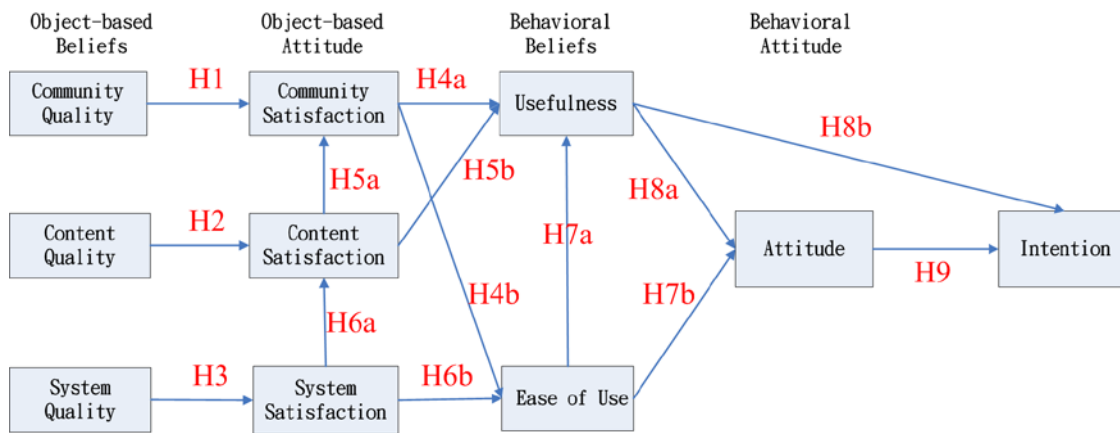 Object-based
Beliefs
Object-based
Attitude
Behavioral
Beliefs
Behavioral
Attitude
Community
Quality
H1
Community
Satisfaction
H4a
Usefulness
H8b
H5a
H5b
H8a
Content
Quality
H2
Content
Satisfaction
H7a
Attitude
H9
Intention
H6a
H4b
H7b
System
Quality
H3
System
Satisfaction
H6b
Ease of Use